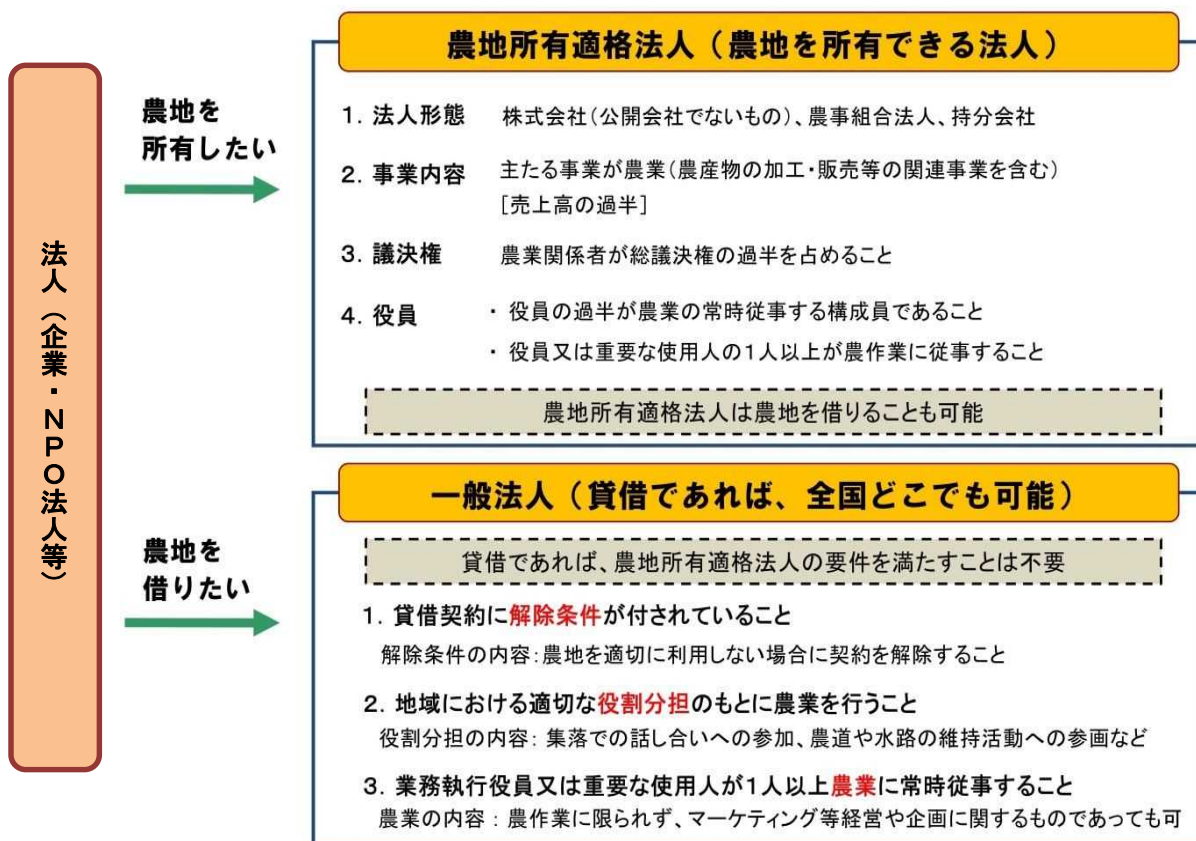 法人（企業・NPO法人等）
農地を
所有したい
農地所有適格法人（農地を所有できる法人）
1. 法人形態　株式会社（公開会社でないもの）、農事組合法人、持分会社
2. 事業内容　主たる事業が農業（農産物の加工・販売等の関連事業を含む）
［売上高の過半］
3. 議決権　農業関係者が総議決権の過半を占めること
4. 役員　・ 役員の過半が農業の常時従事する構成員であること
・ 役員又は重要な使用人の1人以上が農作業に従事すること
農地所有適格法人は農地を借りることも可能
農地を
借りたい
一般法人（貸借であれば、全国どこでも可能）
貸借であれば、農地所有適格法人の要件を満たすことは不要
1. 貸借契約に解除条件が付されていること
解除条件の内容：農地を適切に利用しない場合に契約を解除すること
2. 地域における適切な役割分担のもとに農業を行うこと
役割分担の内容： 集落での話し合いへの参加、農道や水路の維持活動への参画など
3. 業務執行役員又は重要な使用人が1人以上農業に常時従事すること
農業の内容 ： 農作業に限られず、マーケティング等経営や企画に関するものであっても可